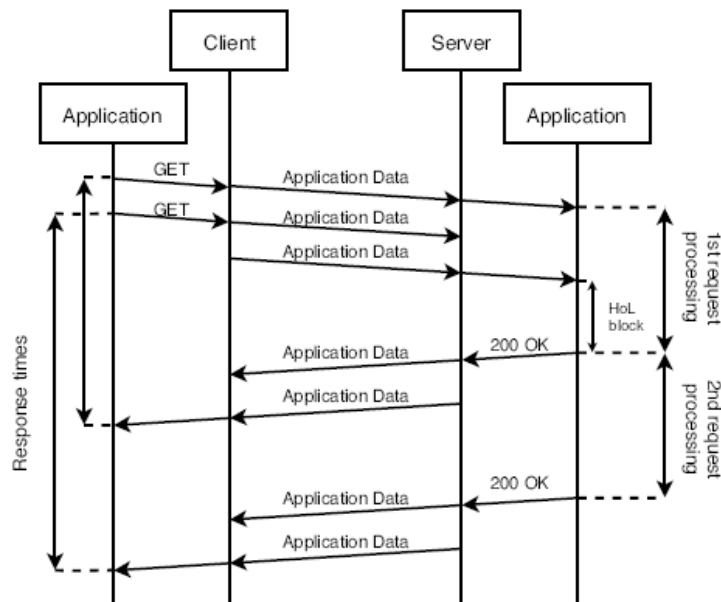 Client
Server
Application
Application
GET
Application Data
GET
Application Data
Application Data
1st request
processing
HoL
block
200 OK
Application Data
Application Data
Response times
2nd request
processing
200 OK
Application Data
Application Data